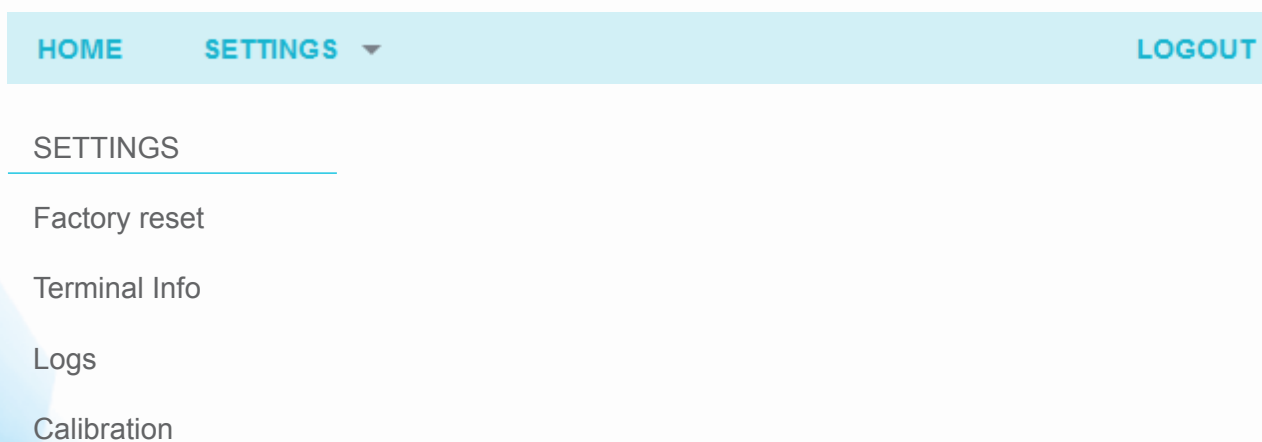 HOME SETTINGS LOGOUT
SETTINGS
Factory reset
Terminal Info
Logs
Calibration